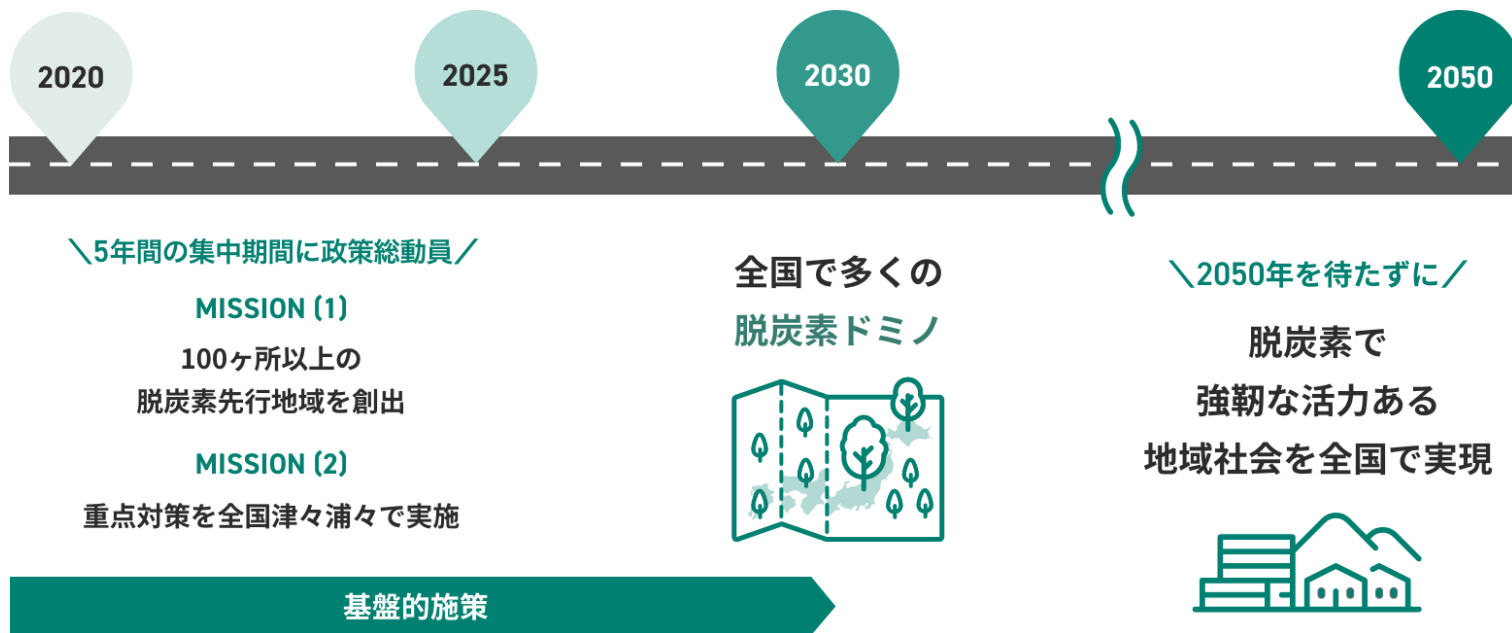 2020
2025
2030
2050
＼5年間の集中期間に政策総動員／
MISSION (1)
100ヶ所以上の
脱炭素先行地域を創出
MISSION (2)
重点対策を全国津々浦々で実施
基盤的施策
全国で多くの
脱炭素ドミノ
＼2050年を待たずに／
脱炭素で
強靭な活力ある
地域社会を全国で実現